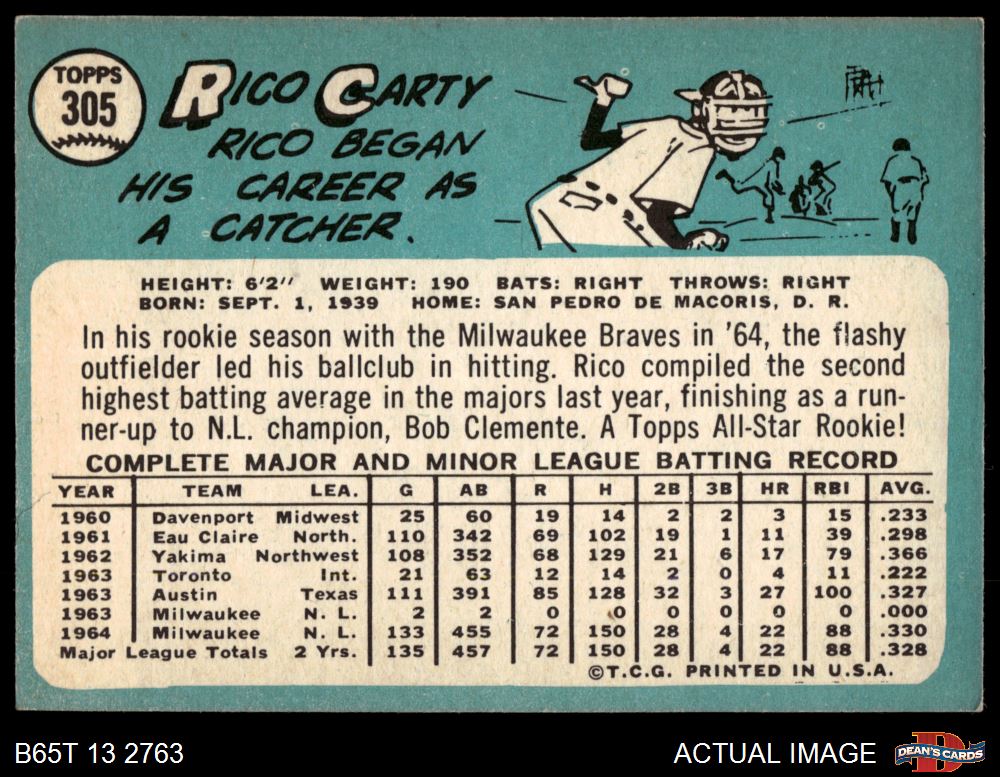 TOPPS
305
RICO CARTY
RICO BEGAN
HIS CAREER AS
A CATCHER.
HEIGHT: 6'2" WEIGHT: 190 BATS: RIGHT THROWS: RIGHT
BORN: SEPT. 1, 1939 HOME: SAN PEDRO DE MACORIS, D. R.
In his rookie season with the Milwaukee Braves in '64, the flashy
outfielder led his ballclub in hitting. Rico compiled the second
highest batting average in the majors last year, finishing as a run-
ner-up to N.L. champion, Bob Clemente. A Topps All-Star Rookie!
COMPLETE MAJOR AND MINOR LEAGUE BATTING RECORD
YEAR TEAM LEA. G AB R H 2B 3B HR RBI AVG.
1960 Davenport Midwest 25 60 19 14 2 2 3 15 .233
1961 Eau Claire North. 110 342 69 102 19 1 11 39 .298
1962 Yakima Northwest 108 352 68 129 21 6 17 79 .366
1963 Toronto Int. 21 63 12 14 2 0 4 11 .222
1963 Austin Texas 111 391 85 128 32 3 27 100 .327
1963 Milwaukee N. L. 2 2 0 0 0 0 0 0 .000
1964 Milwaukee N. L. 133 455 72 150 28 4 22 88 .330
Major League Totals 2 Yrs. 135 457 72 150 28 4 22 88 .328
©T.C.G. PRINTED IN U.S.A.
B65T 13 2763 ACTUAL IMAGE
D
DEAN'S CARDS